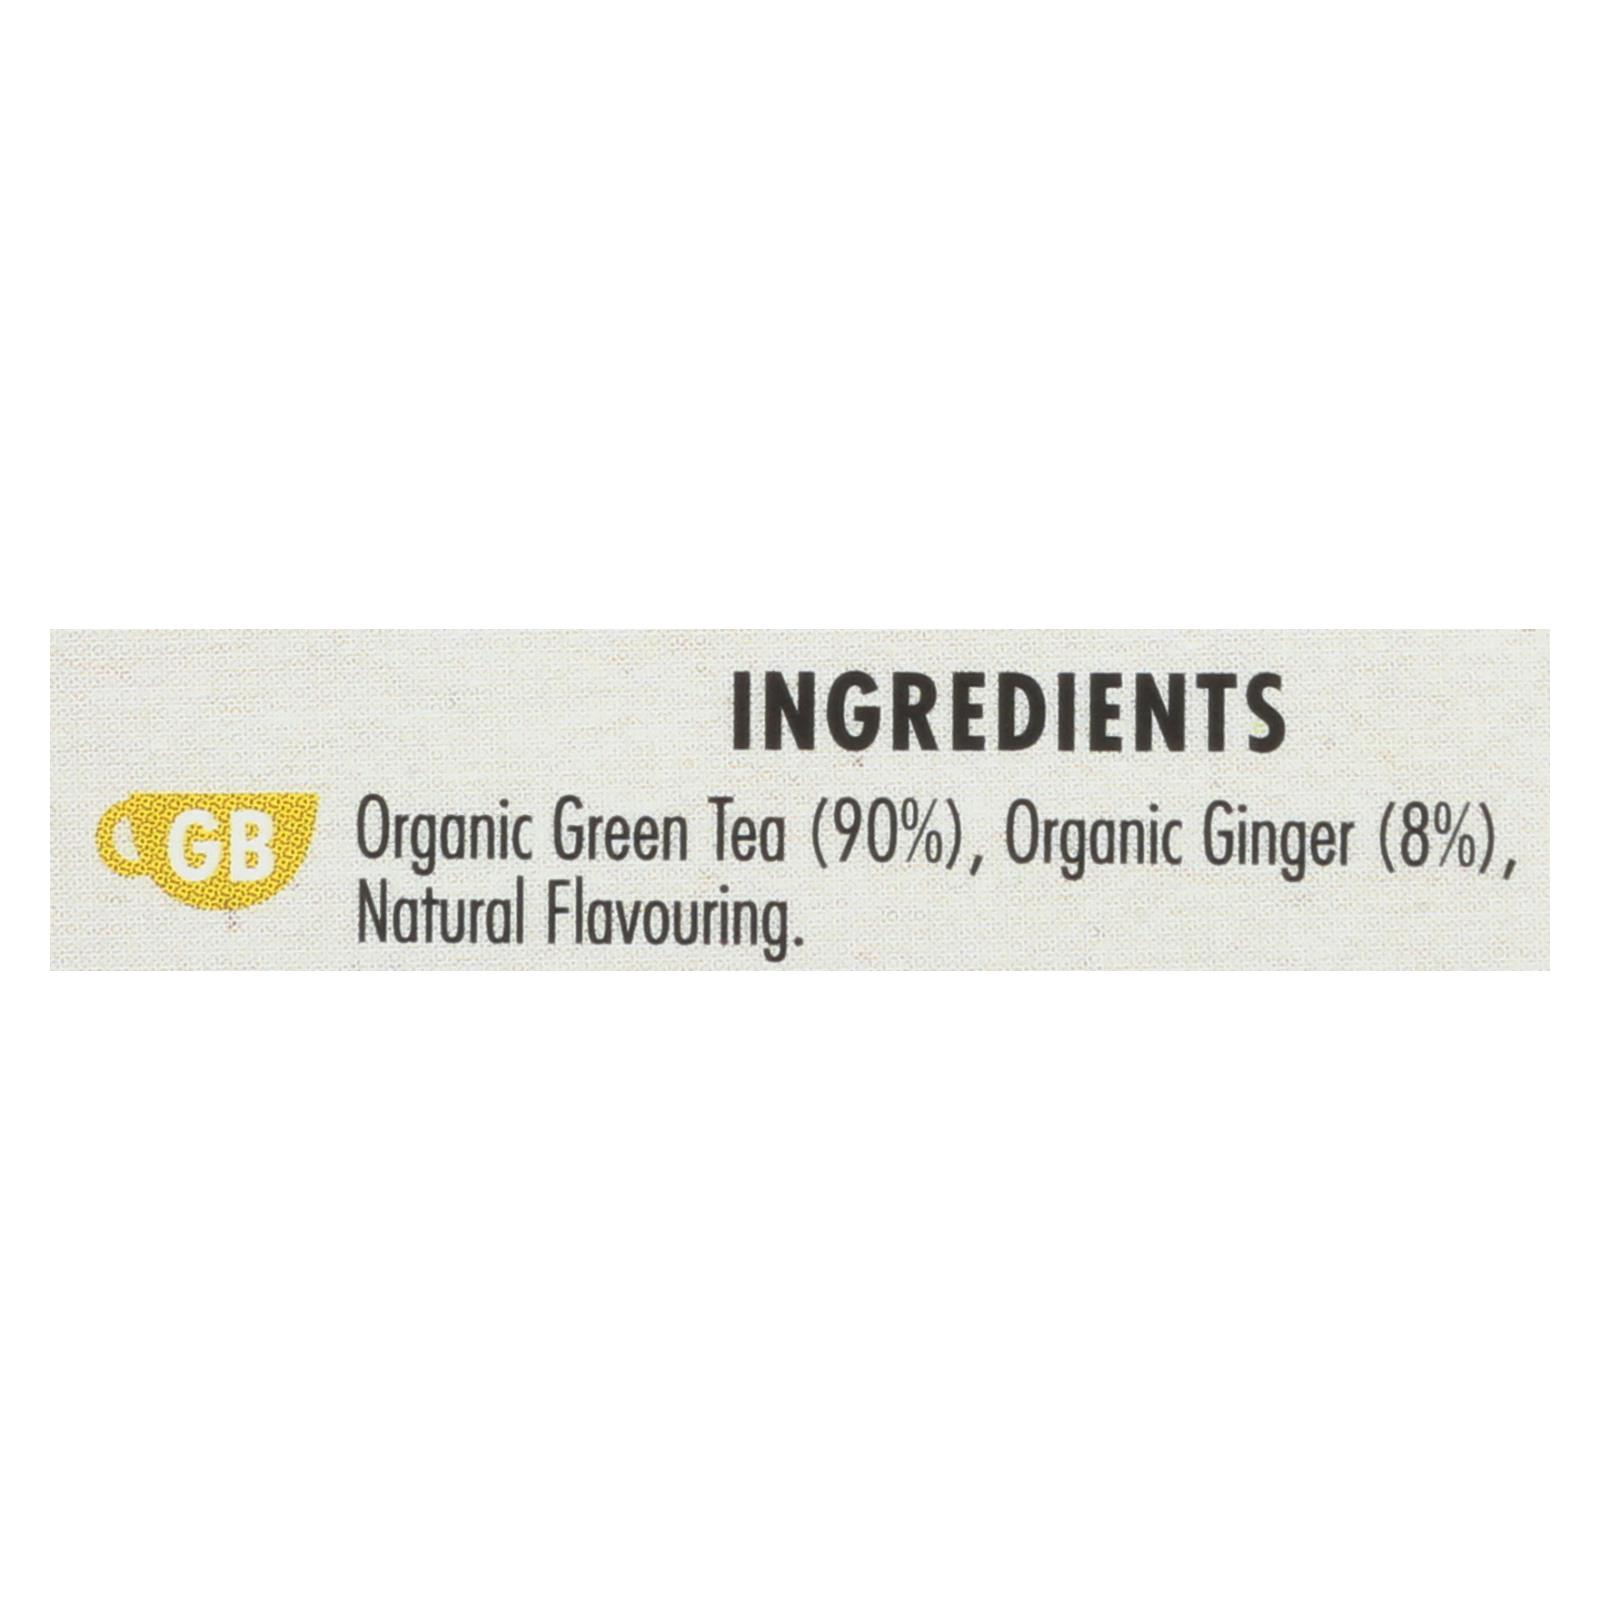 INGREDIENTS
GB
Organic Green Tea (90%), Organic Ginger (8%),
Natural Flavouring.